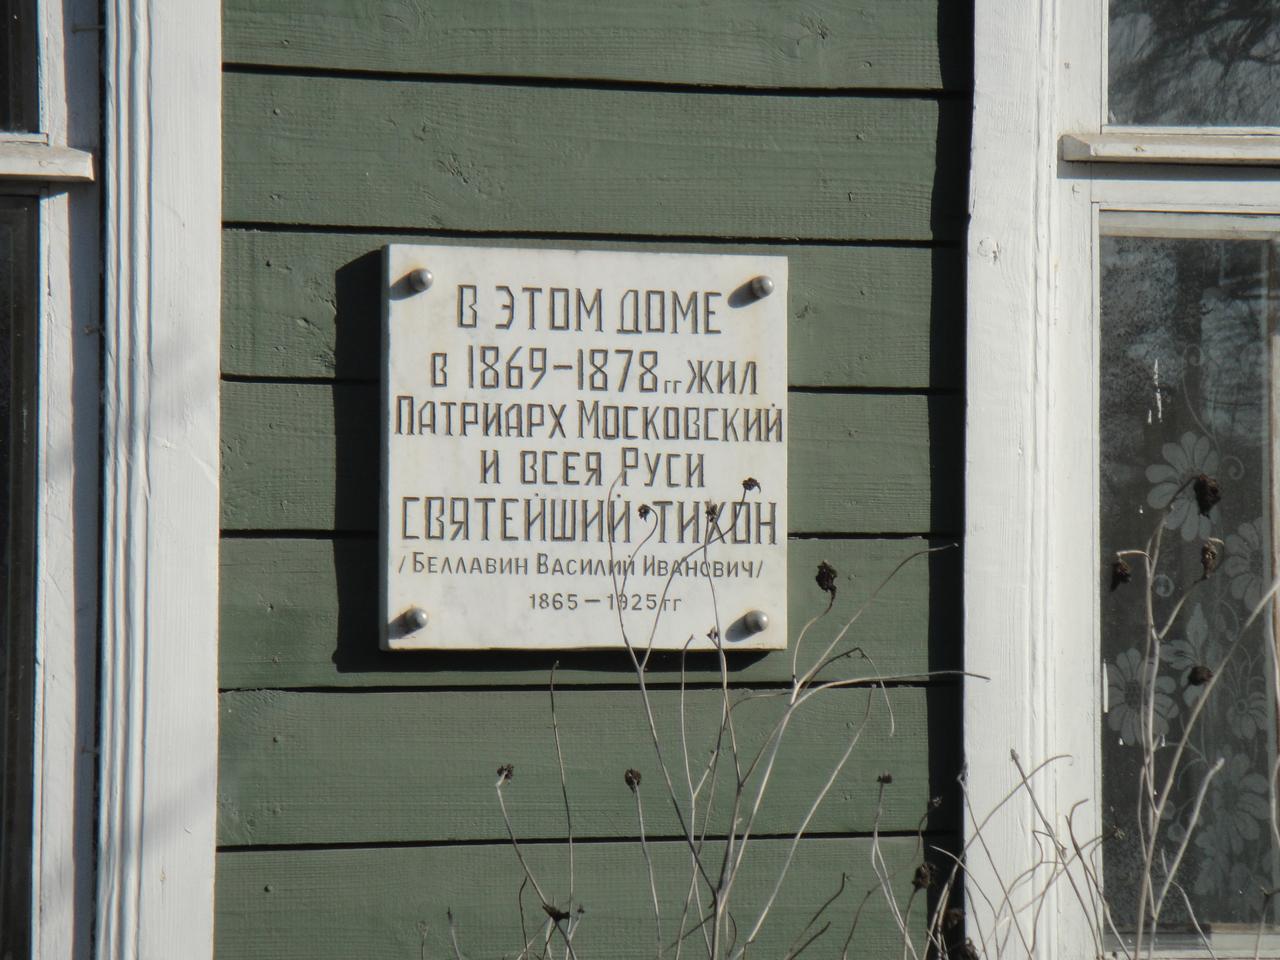 В ЭТОМ ДОМЕ
в 1869-1878 гг. ЖИЛ
ПАТРИАРХ МОСКОВСКИЙ
И ВСЕЯ РУСИ
СВЯТЕЙШИЙ ТИХОН
/БЕЛЛАВИН ВАСИЛИЙ ИВАНОВИЧ/
1865-1925 гг